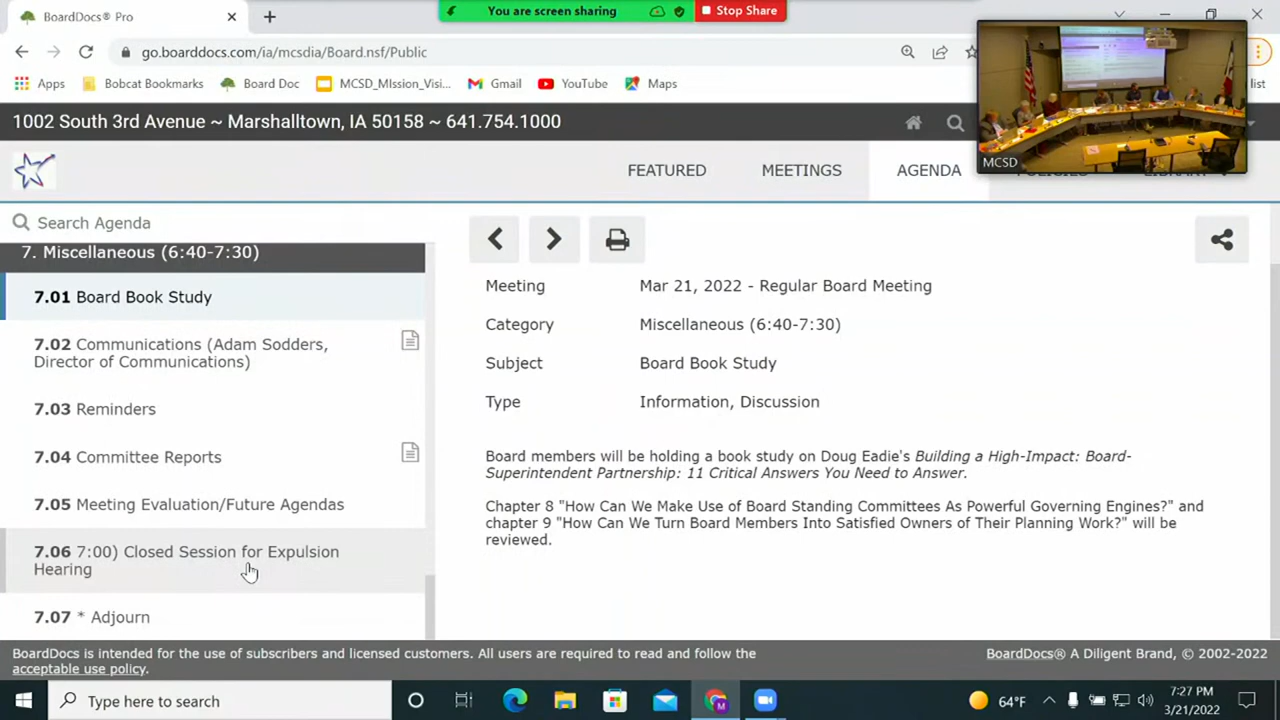 BoardDocs® Pro
You are screen sharing
Stop Share
go.boarddocs.com/ia/mcsdia/Board.nsf/Public
Apps
Bobcat Bookmarks
Board Doc
MCSD_MIssion_Visi...
Gmail
YouTube
Maps
list
1002 South 3rd Avenue ~ Marshalltown, IA 50158 ~ 641.754.1000
MCSD
FEATURED
MEETINGS
AGENDA
Search Agenda
7. Miscellaneous (6:40-7:30)
7.01 Board Book Study
7.02 Communications (Adam Sodders,
Director of Communications)
7.03 Reminders
7.04 Committee Reports
7.05 Meeting Evaluation/Future Agendas
7.06 7:00) Closed Session for Expulsion
Hearing
7.07 * Adjourn
Meeting Mar 21, 2022 - Regular Board Meeting
Category Miscellaneous (6:40-7:30)
Subject Board Book Study
Type Information, Discussion
Board members will be holding a book study on Doug Eadie's Building a High-Impact: Board-
Superintendent Partnership: 11 Critical Answers You Need to Answer.
Chapter 8 "How Can We Make Use of Board Standing Committees As Powerful Governing Engines?" and
chapter 9 "How Can We Turn Board Members Into Satisfied Owners of Their Planning Work?" will be
reviewed.
BoardDocs is intended for the use of subscribers and licensed customers. All users are required to read and follow the
acceptable use policy.
BoardDocs® A Diligent Brand, © 2002-2022
Type here to search
64°F
7:27 PM
3/21/2022